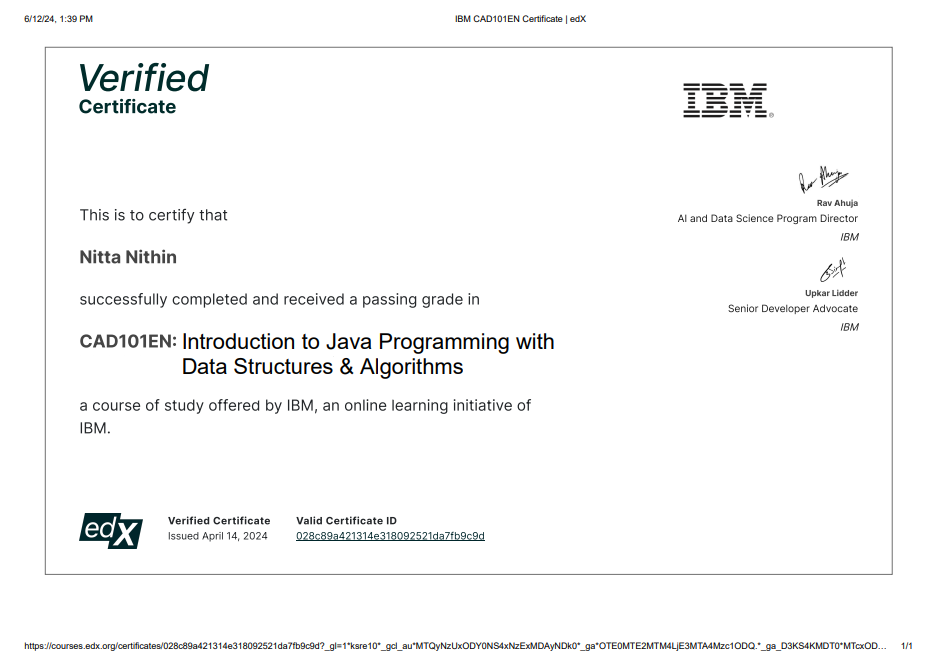 6/12/24, 1:39 PM
IBM CAD101EN Certificate | edX
Verified
Certificate
IBM®
Rav Ahuja
AI and Data Science Program Director
IBM
Upkar Lidder
Senior Developer Advocate
IBM
This is to certify that
Nitta Nithin
successfully completed and received a passing grade in
CAD101EN: Introduction to Java Programming with
Data Structures & Algorithms
a course of study offered by IBM, an online learning initiative of
IBM.
edX
Verified Certificate
Issued April 14, 2024
Valid Certificate ID
028c89a421314e318092521da7fb9c9d
https://courses.edx.org/certificates/028c89a421314e318092521da7fb9c9d?_gl=1*ksre10*_gcl_au*MTQyNzUxODY0NS4xNzExMDAyNDk0*_ga*OTE0MTE2MTM4LjE3MTA4Mzc1ODQ.*_ga_D3KS4KMDT0*MTcxOD...
1/1